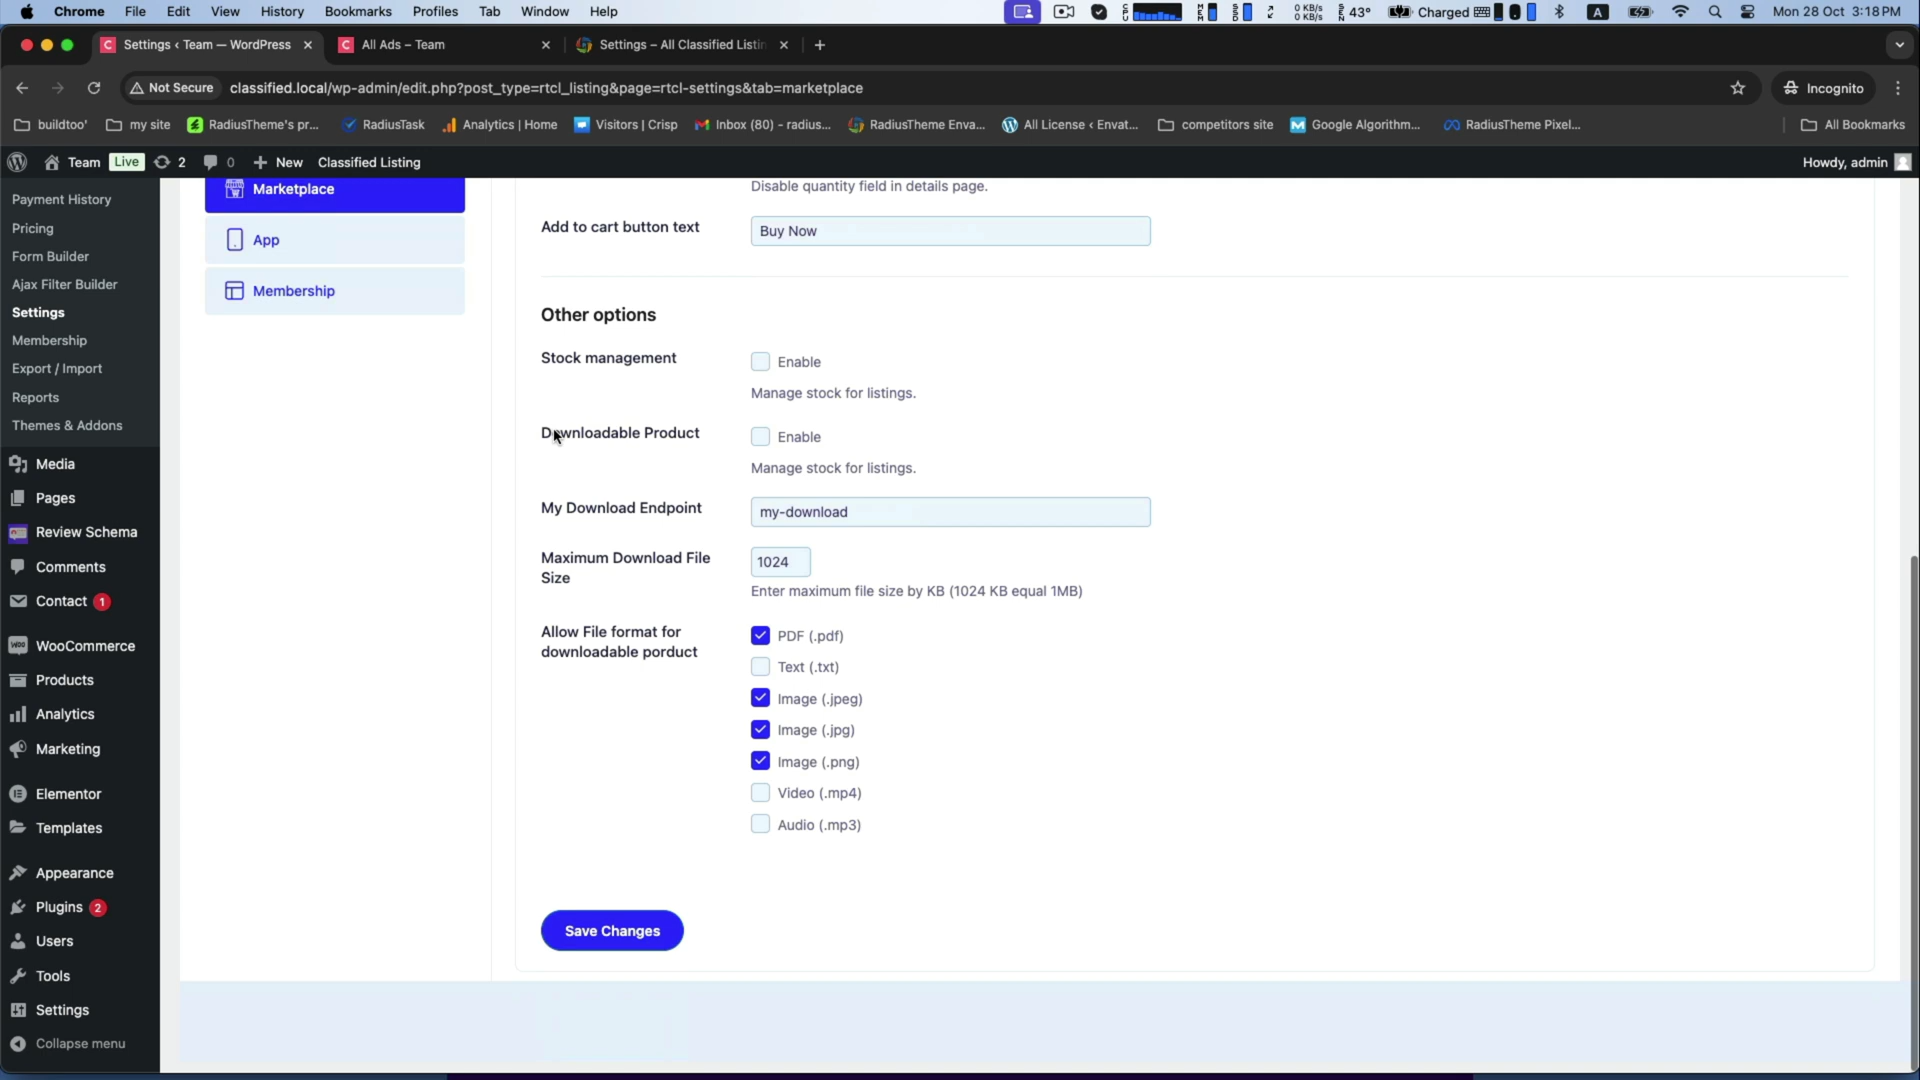 Chrome File Edit View History Bookmarks Profiles Tab Window Help
0 KB/s
0 KB/s
43°
Charged
A
Mon 28 Oct 3:18 PM
Settings ‹ Team — WordPress
All Ads – Team
Settings – All Classified Listin
Not Secure
classified.local/wp-admin/edit.php?post_type=rtcl_listing&page=rtcl-settings&tab=marketplace
Incognito
buildtoo'
my site
RadiusTheme's pr...
RadiusTask
Analytics | Home
Visitors | Crisp
Inbox (80) - radius...
RadiusTheme Enva...
All License ‹ Envat...
competitors site
Google Algorithm...
RadiusTheme Pixel...
All Bookmarks
Team
Live
2
0
New
Classified Listing
Howdy, admin
Payment History
Pricing
Form Builder
Ajax Filter Builder
Settings
Membership
Export / Import
Reports
Themes & Addons
Media
Pages
Review Schema
Comments
Contact 1
WooCommerce
Products
Analytics
Marketing
Elementor
Templates
Appearance
Plugins 2
Users
Tools
Settings
Collapse menu
Marketplace
App
Membership
Disable quantity field in details page.
Add to cart button text
Buy Now
Other options
Stock management
Enable
Manage stock for listings.
Downloadable Product
Enable
Manage stock for listings.
My Download Endpoint
my-download
Maximum Download File
Size
1024
Enter maximum file size by KB (1024 KB equal 1MB)
Allow File format for
downloadable porduct
PDF (.pdf)
Text (.txt)
Image (.jpeg)
Image (.jpg)
Image (.png)
Video (.mp4)
Audio (.mp3)
Save Changes